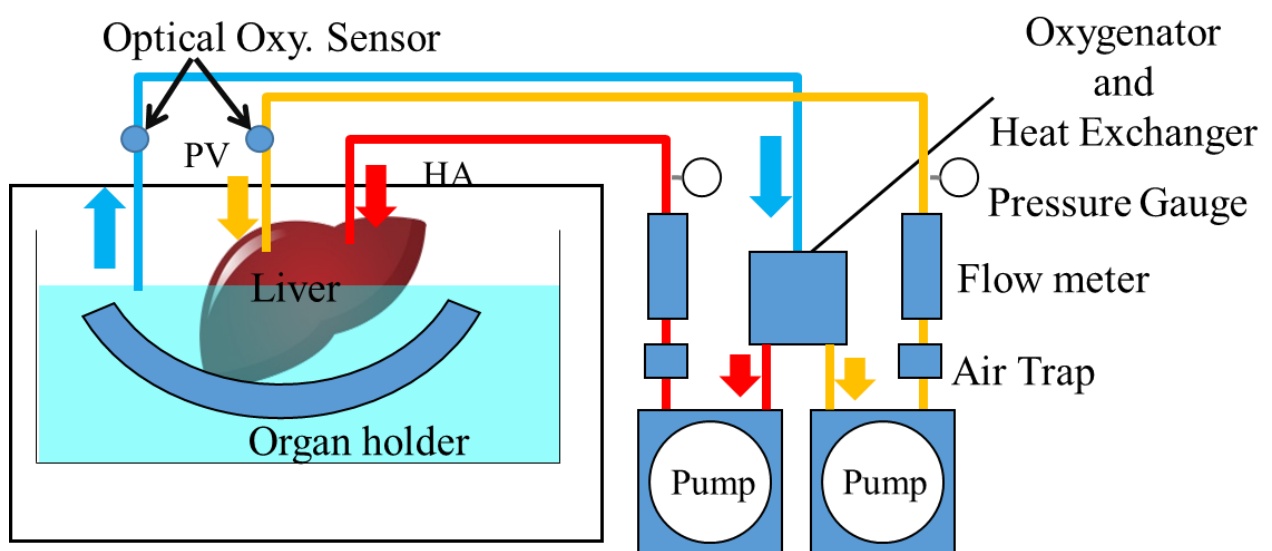 Optical Oxy. Sensor
Oxygenator
and
Heat Exchanger
PV
HA
Pressure Gauge
Liver
Flow meter
Air Trap
Organ holder
Pump
Pump